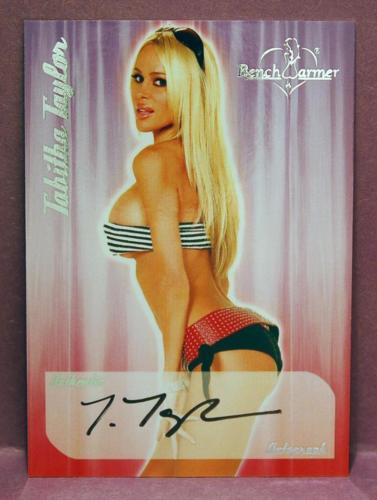 Tabitha Taylor
BenchWarmer
®
Authentic
T. Taylor
Autograph